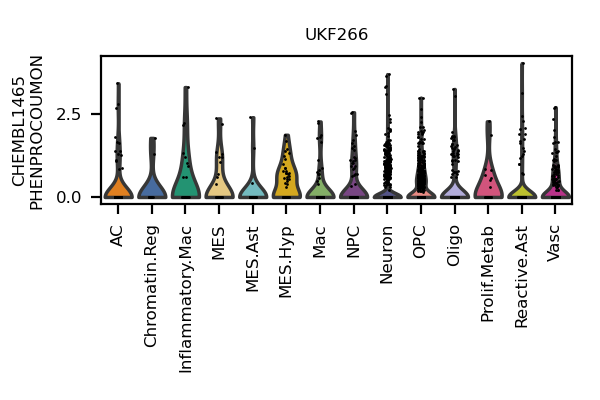 UKF266
CHEMBL1465
PHENPROCOUMON
2.5
0.0
AC
Chromatin.Reg
Inflammatory.Mac
MES
MES.Ast
MES.Hyp
Mac
NPC
Neuron
OPC
Oligo
Prolif.Metab
Reactive.Ast
Vasc